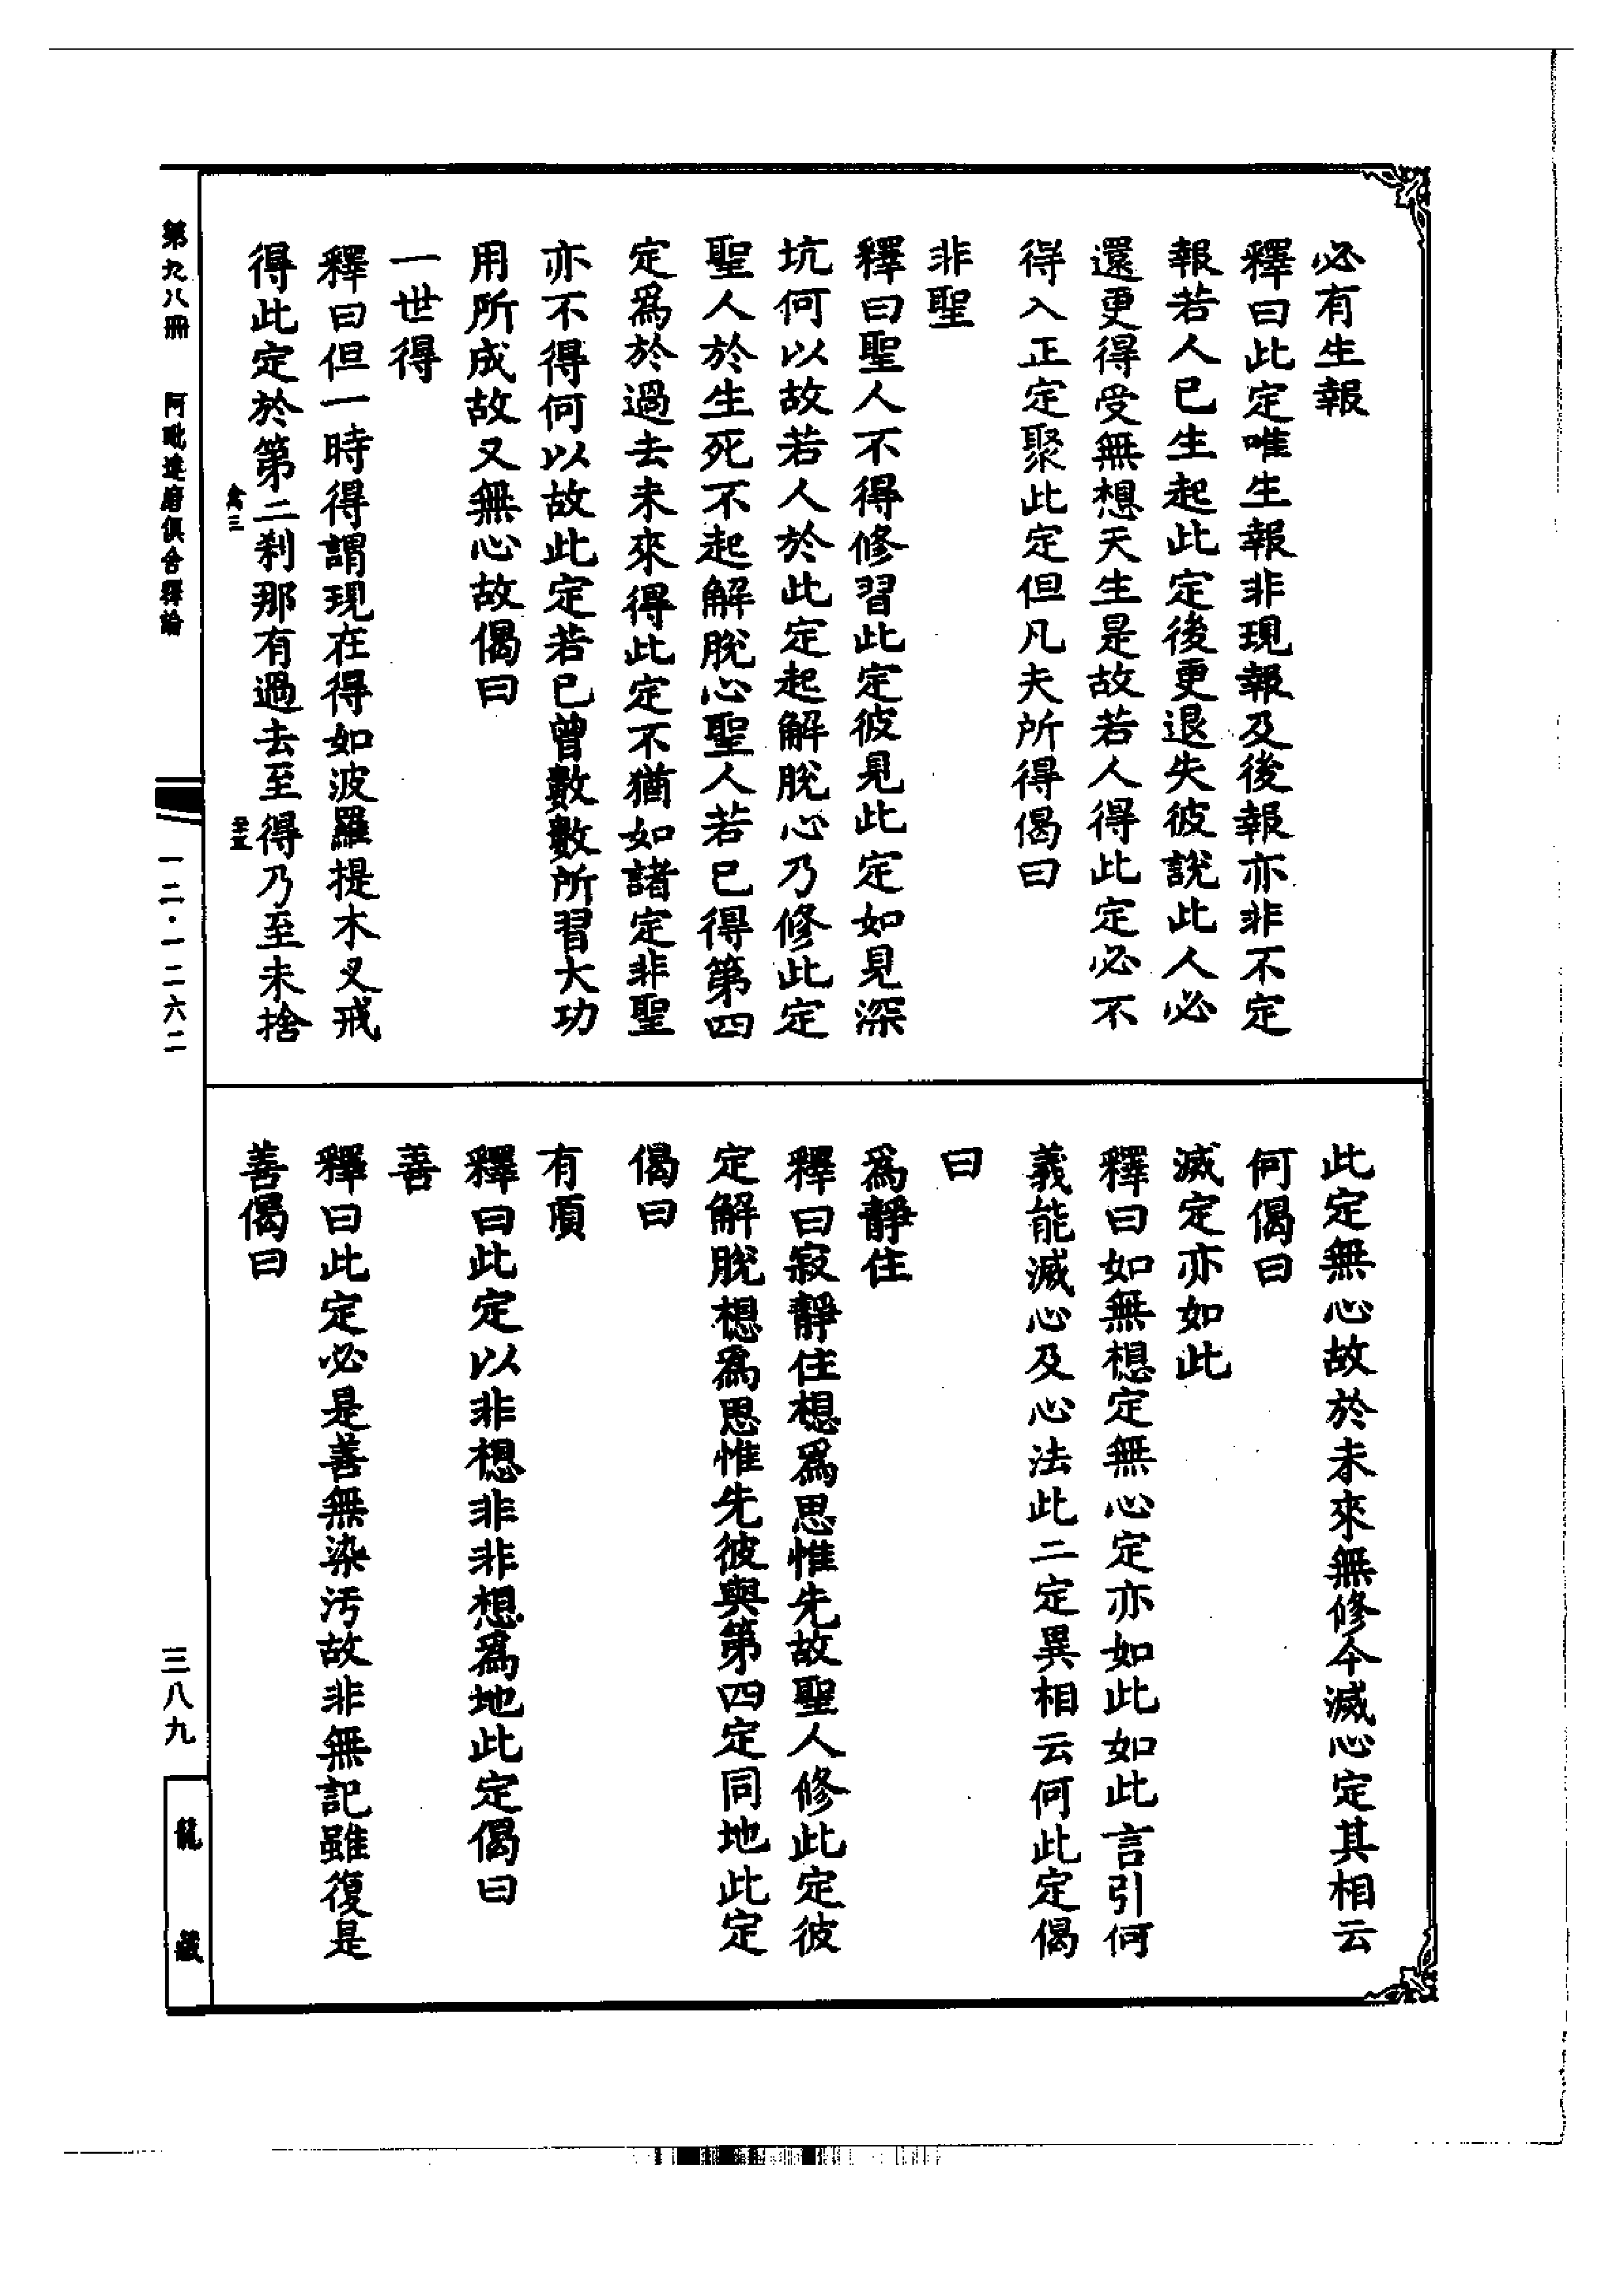 必有生報
釋曰此定唯生報非現報及後報亦非不定
報若人已生起此定後更退失彼說此人必
還更得受無想天生是故若人得此定必不
得入正定聚此定但凡夫所得偈曰
非聖
釋曰聖人不得修習此定彼見此定如見深
坑何以故若人於此定起解脫心乃修此定
聖人於生死不起解脫心聖人若已得第四
定爲於過去未來得此定不猶如諸定非聖
亦不得何以故此定若已曾數數所習大功
用所成故又無心故偈曰
一世得
釋曰但一時得謂現在得如波羅提木叉戒
得此定於第二刹那有過去至得乃至未捨
此定無心故於未來無修今滅心定其相云
何偈曰
滅定亦如此
釋曰如無想定無心定亦如此如此言引何
義能滅心及心法此二定異相云何此定偈
曰
爲靜住
釋曰寂靜住想爲思惟先故聖人修此定彼
定解脫想爲思惟先彼與第四定同地此定
偈曰
有頂
釋曰此定以非想非非想爲地此定偈曰
善
釋曰此定必是善無染汚故非無記雖復是
善偈曰
第九八冊 阿毗達磨俱舍釋論
一二·一二六二
三八九
龍藏